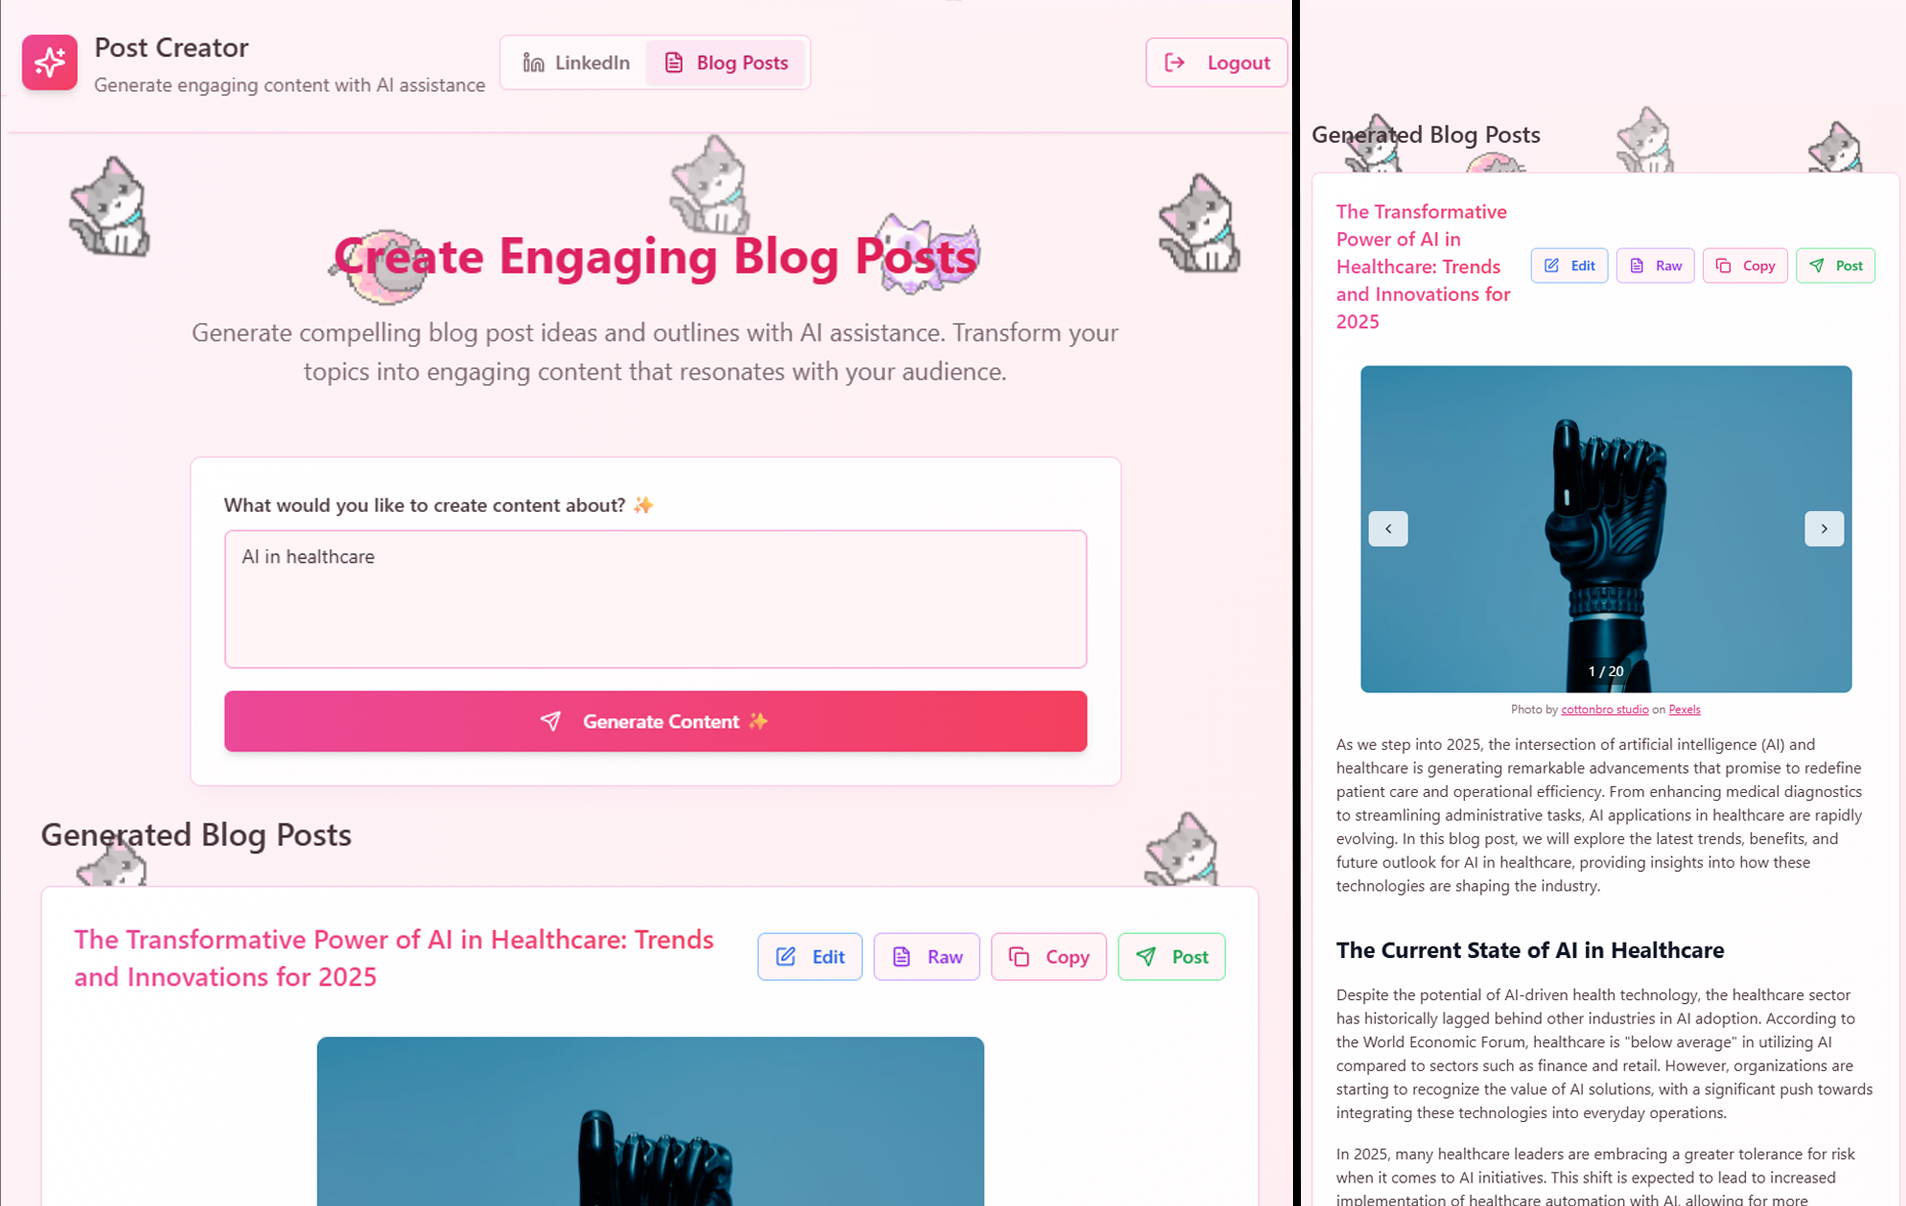 Post Creator
Generate engaging content with AI assistance
LinkedIn
Blog Posts
Logout
Create Engaging Blog Posts
Generate compelling blog post ideas and outlines with AI assistance. Transform your
topics into engaging content that resonates with your audience.
What would you like to create content about? ✨
AI in healthcare
Generate Content ✨
Generated Blog Posts
The Transformative Power of AI in Healthcare: Trends
and Innovations for 2025
Edit
Raw
Copy
Post
Generated Blog Posts
The Transformative
Power of AI in
Healthcare: Trends
and Innovations for
2025
Edit
Raw
Copy
Post
1 / 20
Photo by cottonbro studio on Pexels
As we step into 2025, the intersection of artificial intelligence (AI) and
healthcare is generating remarkable advancements that promise to redefine
patient care and operational efficiency. From enhancing medical diagnostics
to streamlining administrative tasks, AI applications in healthcare are rapidly
evolving. In this blog post, we will explore the latest trends, benefits, and
future outlook for AI in healthcare, providing insights into how these
technologies are shaping the industry.
The Current State of AI in Healthcare
Despite the potential of AI-driven health technology, the healthcare sector
has historically lagged behind other industries in AI adoption. According to
the World Economic Forum, healthcare is "below average" in utilizing AI
compared to sectors such as finance and retail. However, organizations are
starting to recognize the value of AI solutions, with a significant push towards
integrating these technologies into everyday operations.
In 2025, many healthcare leaders are embracing a greater tolerance for risk
when it comes to AI initiatives. This shift is expected to lead to increased
implementation of healthcare automation with AI, allowing for more